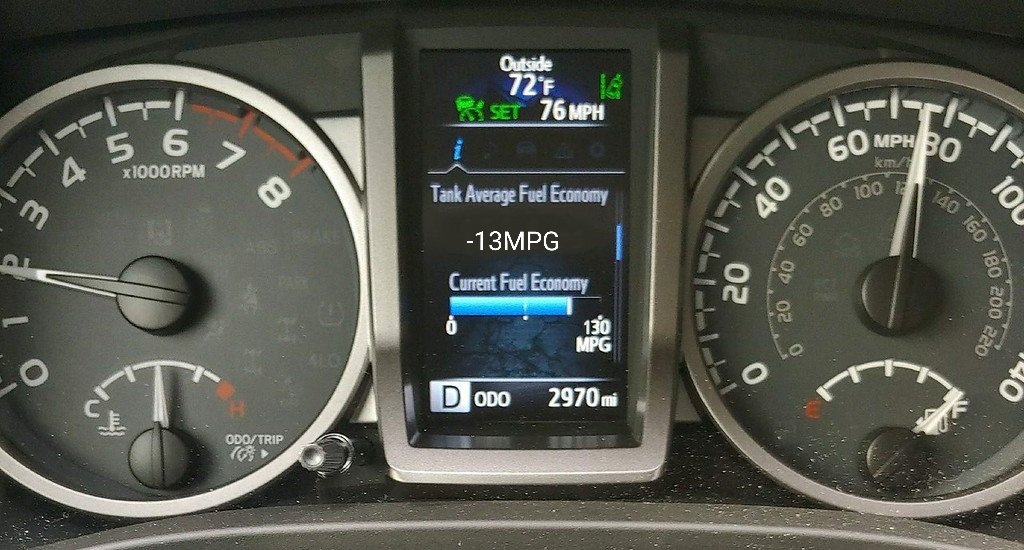 0
1
2
3
4
5
6
7
8
x1000RPM
C
H
ODO/TRIP
Outside
72°F
SET 76 MPH
i
Tank Average Fuel Economy
-13MPG
Current Fuel Economy
0 130
MPG
D ODO 2970 mi
0
20
40
60 MPH 80
100
140
km/h
0
20
40
60
80
100
140
160
180
200
220
E
F